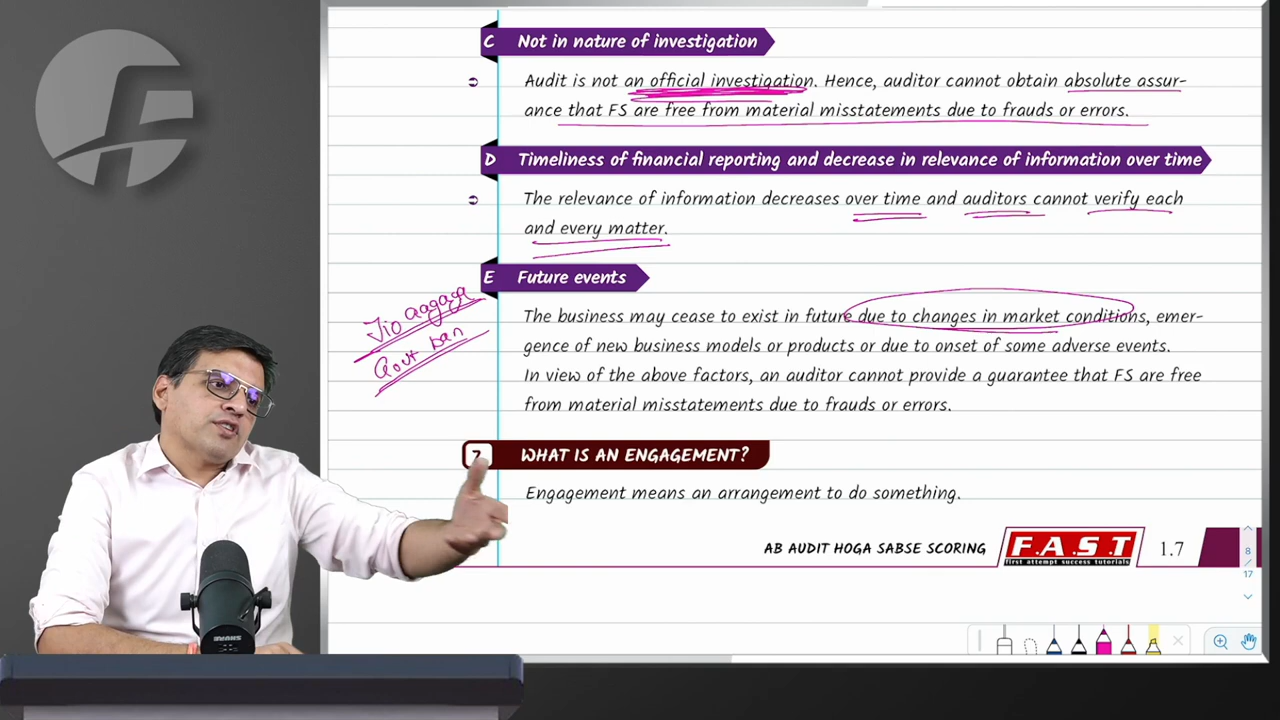 C Not in nature of investigation
Audit is not an official investigation. Hence, auditor cannot obtain absolute assur-
ance that FS are free from material misstatements due to frauds or errors.
D Timeliness of financial reporting and decrease in relevance of information over time
The relevance of information decreases over time and auditors cannot verify each
and every matter.
E Future events
Jio aagaya
Govt ban
The business may cease to exist in future due to changes in market conditions, emer-
gence of new business models or products or due to onset of some adverse events.
In view of the above factors, an auditor cannot provide a guarantee that FS are free
from material misstatements due to frauds or errors.
7 WHAT IS AN ENGAGEMENT?
Engagement means an arrangement to do something.
AB AUDIT HOGA SABSE SCORING
F.A.S.T
first attempt success tutorials
1.7
8
17
SHURE